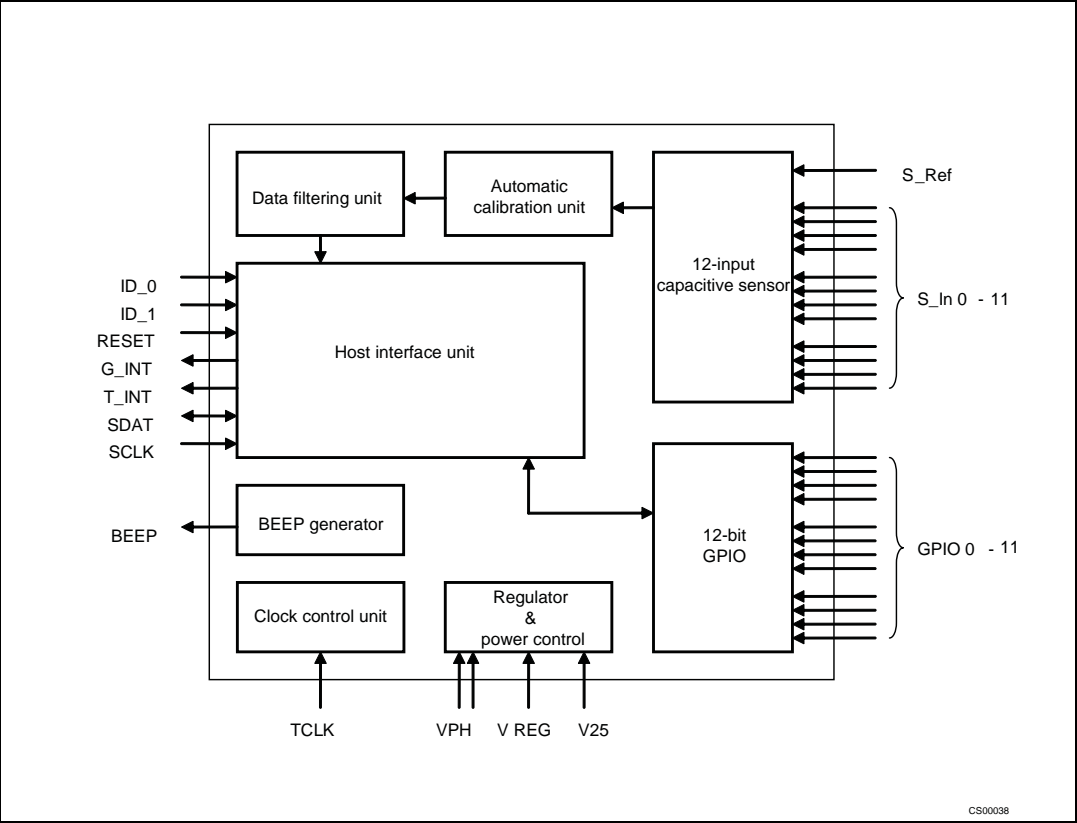 Data filtering unit
Automatic
calibration unit
12-input
capacitive sensor
S_Ref
S_In 0 - 11
ID_0
ID_1
RESET
G_INT
T_INT
SDAT
SCLK
Host interface unit
BEEP
BEEP generator
12-bit
GPIO
GPIO 0 - 11
Clock control unit
Regulator
&
power control
TCLK
VPH
V REG
V25
CS00038